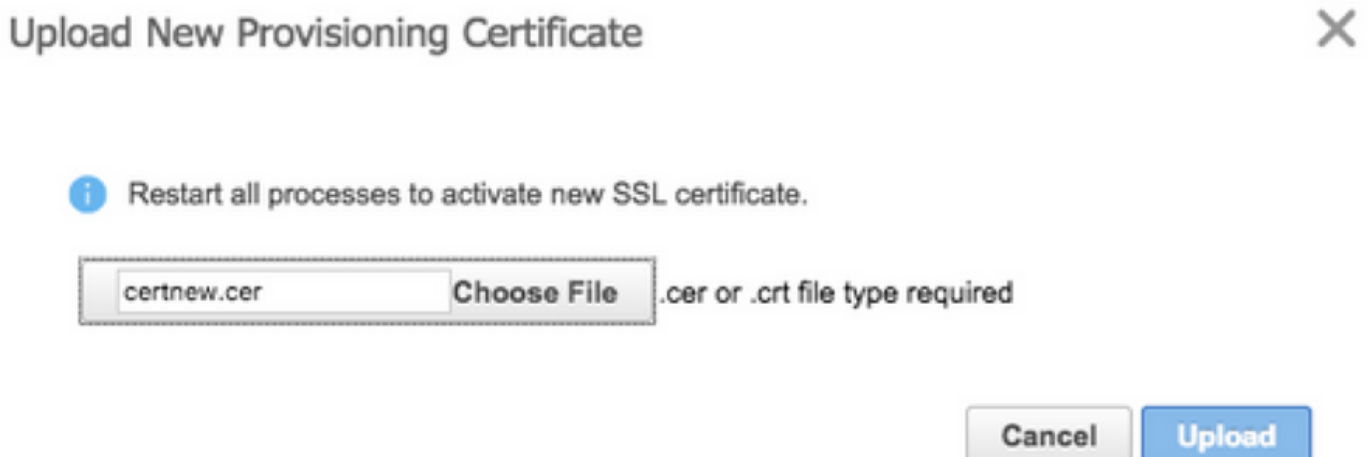 Upload New Provisioning Certificate
Restart all processes to activate new SSL certificate.
certnew.cer Choose File .cer or .crt file type required
Cancel Upload